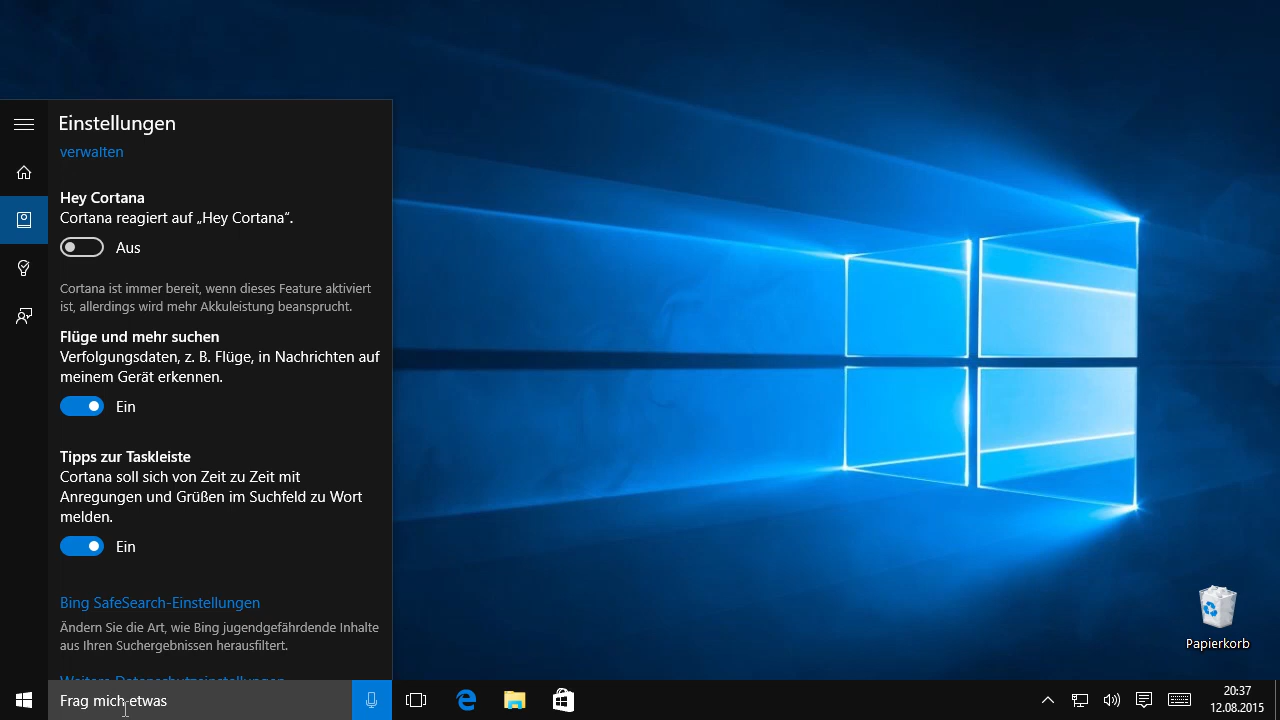 Einstellungen
verwalten
Hey Cortana
Cortana reagiert auf „Hey Cortana“.
Aus
Cortana ist immer bereit, wenn dieses Feature aktiviert
ist, allerdings wird mehr Akkuleistung beansprucht.
Flüge und mehr suchen
Verfolgungsdaten, z. B. Flüge, in Nachrichten auf
meinem Gerät erkennen.
Ein
Tipps zur Taskleiste
Cortana soll sich von Zeit zu Zeit mit
Anregungen und Grüßen im Suchfeld zu Wort
melden.
Ein
Bing SafeSearch-Einstellungen
Ändern Sie die Art, wie Bing jugendgefährdende Inhalte
aus Ihren Suchergebnissen herausfiltert.
Weitere Datenschutzeinstellungen
Frag mich etwas
Papierkorb
20:37
12.08.2015